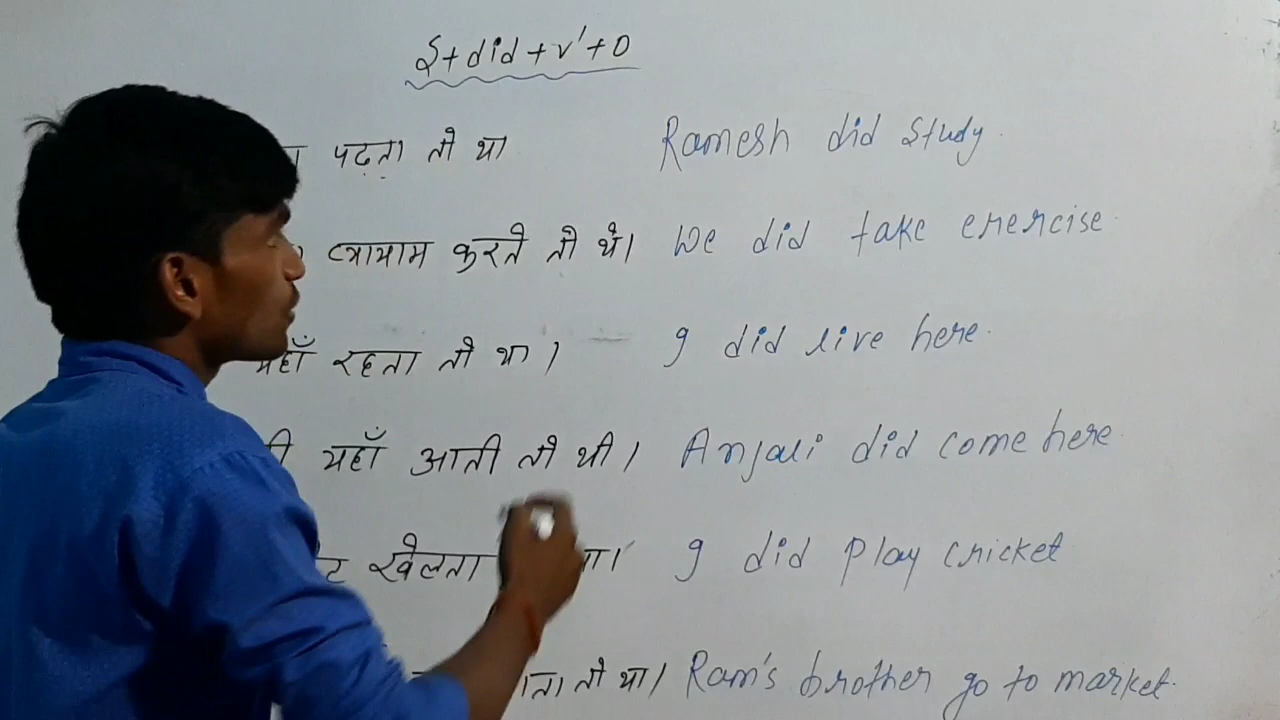 S+did+v'+O
पढ़ता तो था Ramesh did Study.
व्यायाम करते तो थे। We did take exercise.
यहाँ रहता तो था। I did live here.
यहाँ आती तो थी। Anjali did come here.
खेलता था। I did play cricket
तो था। Ram's brother go to market.